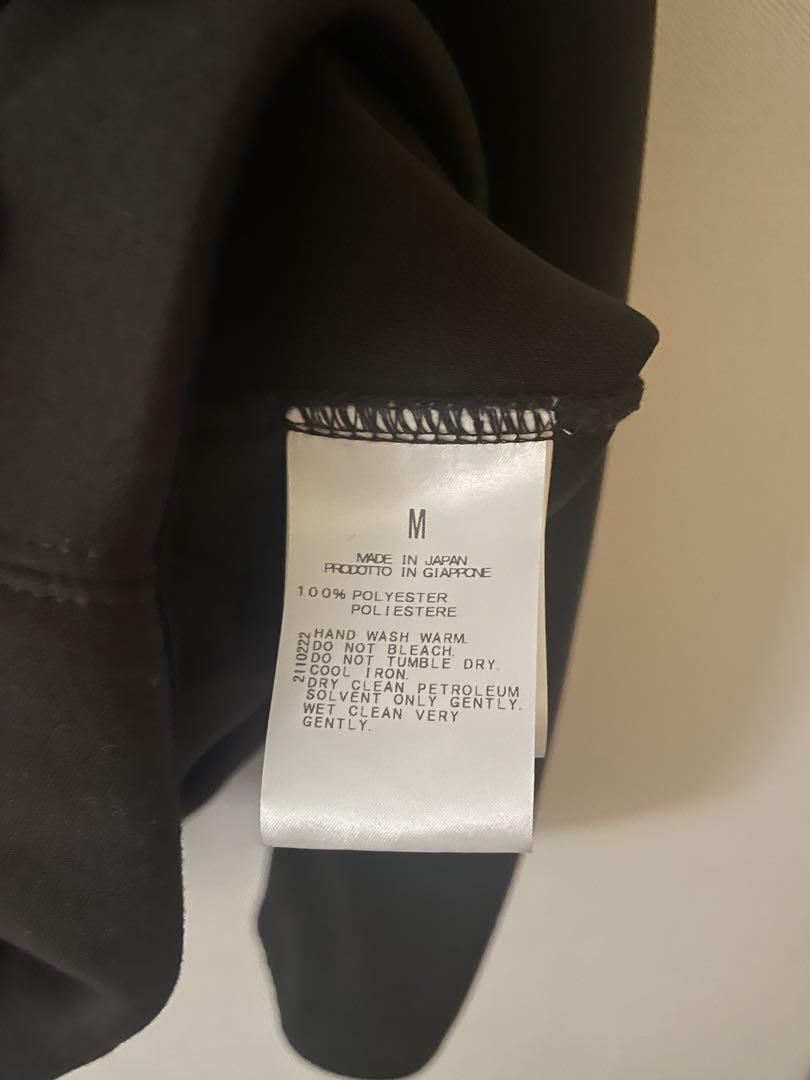 M
MADE IN JAPAN
PRODOTTO IN GIAPPONE
100% POLYESTER
POLIESTERE
2110222
HAND WASH WARM.
DO NOT BLEACH.
DO NOT TUMBLE DRY.
COOL IRON.
DRY CLEAN PETROLEUM
SOLVENT ONLY GENTLY.
WET CLEAN VERY
GENTLY.